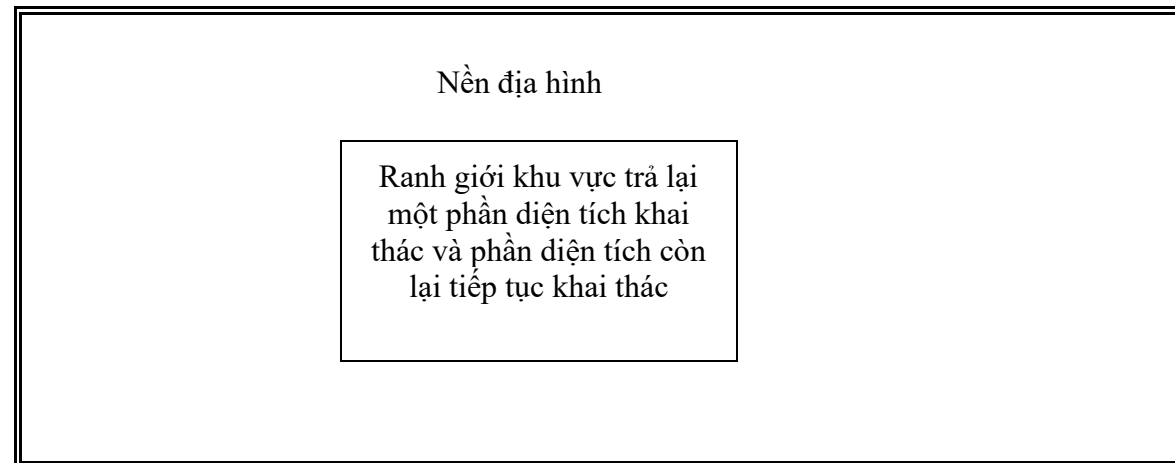 Nền địa hình
Ranh giới khu vực trả lại
một phần diện tích khai
thác và phần diện tích còn
lại tiếp tục khai thác